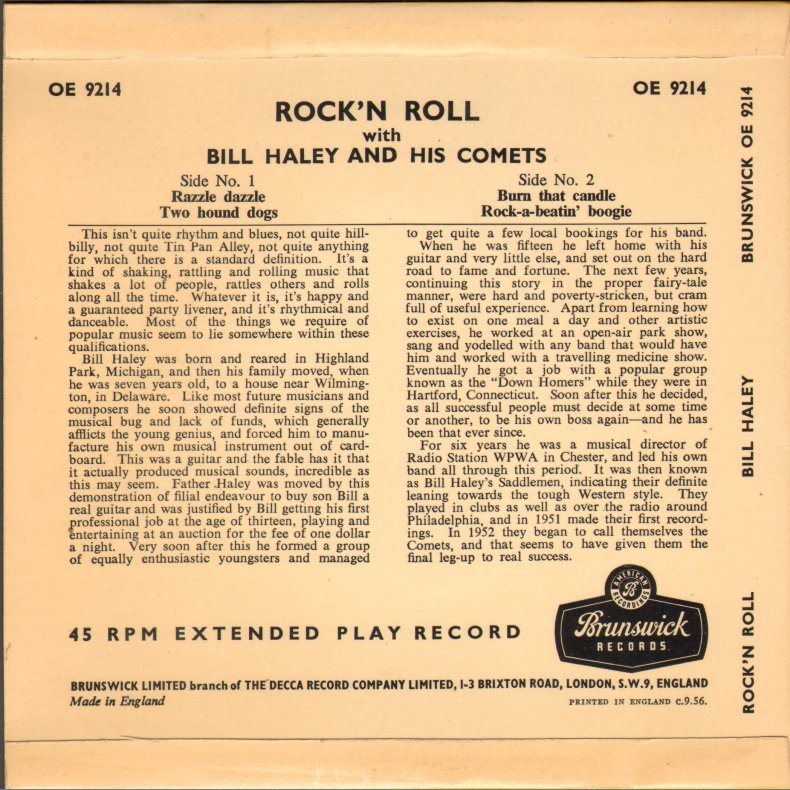 OE 9214
OE 9214
ROCK'N ROLL
with
BILL HALEY AND HIS COMETS
Side No. 1
Razzle dazzle
Two hound dogs
Side No. 2
Burn that candle
Rock-a-beatin' boogie
This isn't quite rhythm and blues, not quite hill-
billy, not quite Tin Pan Alley, not quite anything
for which there is a standard definition. It's a
kind of shaking, rattling and rolling music that
shakes a lot of people, rattles others and rolls
along all the time. Whatever it is, it's happy and
a guaranteed party livener, and it's rhythmical and
danceable. Most of the things we require of
popular music seem to lie somewhere within these
qualifications.
Bill Haley was born and reared in Highland
Park, Michigan, and then his family moved, when
he was seven years old, to a house near Wilming-
ton, in Delaware. Like most future musicians and
composers he soon showed definite signs of the
musical bug and lack of funds, which generally
afflicts the young genius, and forced him to manu-
facture his own musical instrument out of card-
board. This was a guitar and the fable has it that
it actually produced musical sounds, incredible as
this may seem. Father Haley was moved by this
demonstration of filial endeavour to buy son Bill a
real guitar and was justified by Bill getting his first
professional job at the age of thirteen, playing and
entertaining at an auction for the fee of one dollar
a night. Very soon after this he formed a group
of equally enthusiastic youngsters and managed
to get quite a few local bookings for his band.
When he was fifteen he left home with his
guitar and very little else, and set out on the hard
road to fame and fortune. The next few years,
continuing this story in the proper fairy-tale
manner, were hard and poverty-stricken, but cram
full of useful experience. Apart from learning how
to exist on one meal a day and other artistic
exercises, he worked at an open-air park show,
sang and yodelled with any band that would have
him and worked with a travelling medicine show.
Eventually he got a job with a popular group
known as the "Down Homers" while they were in
Hartford, Connecticut. Soon after this he decided,
as all successful people must decide at some time
or another, to be his own boss again—and he has
been that ever since.
For six years he was a musical director of
Radio Station WPWA in Chester, and led his own
band all through this period. It was then known
as Bill Haley's Saddlemen, indicating their definite
leaning towards the tough Western style. They
played in clubs as well as over the radio around
Philadelphia, and in 1951 made their first record-
ings. In 1952 they began to call themselves the
Comets, and that seems to have given them the
final leg-up to real success.
45 RPM EXTENDED PLAY RECORD
AMERICAN
B
RECORDINGS
Brunswick
RECORDS
BRUNSWICK LIMITED branch of THE DECCA RECORD COMPANY LIMITED, 1-3 BRIXTON ROAD, LONDON, S.W.9, ENGLAND
Made in England
PRINTED IN ENGLAND c.9.56.
BRUNSWICK OE 9214
BILL HALEY
ROCK'N ROLL